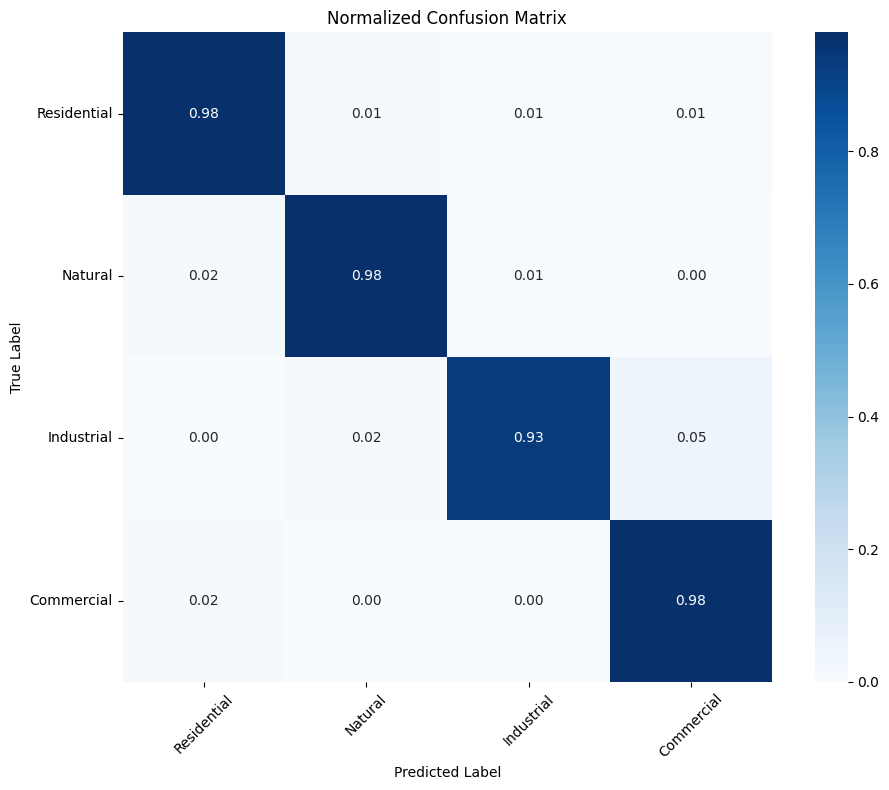 Normalized Confusion Matrix
True Label
Residential 0.98 0.01 0.01 0.01
Natural 0.02 0.98 0.01 0.00
Industrial 0.00 0.02 0.93 0.05
Commercial 0.02 0.00 0.00 0.98
Residential Natural Industrial Commercial
Predicted Label
0.8
0.6
0.4
0.2
0.0